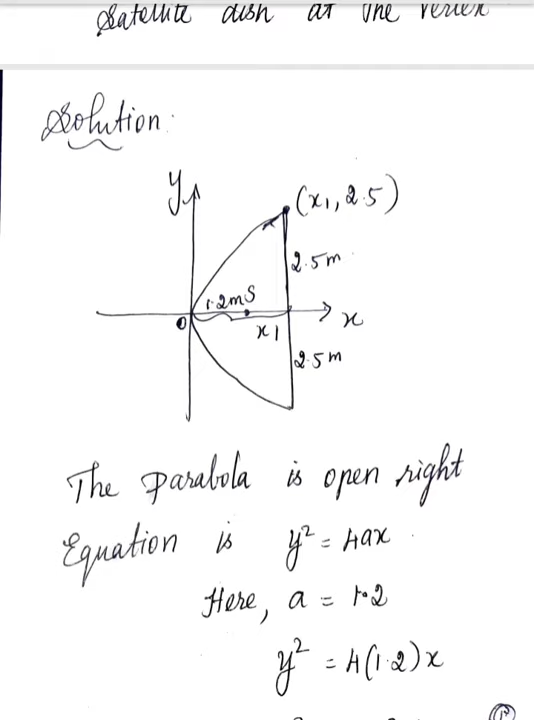 Satellite dish at the vertex
Solution:
y
(x₁, 2.5)
2.5m
1.2m S
0
x₁
x
2.5m
The parabola is open right
Equation is y² = 4ax
Here, a = 1.2
y² = 4(1.2)x